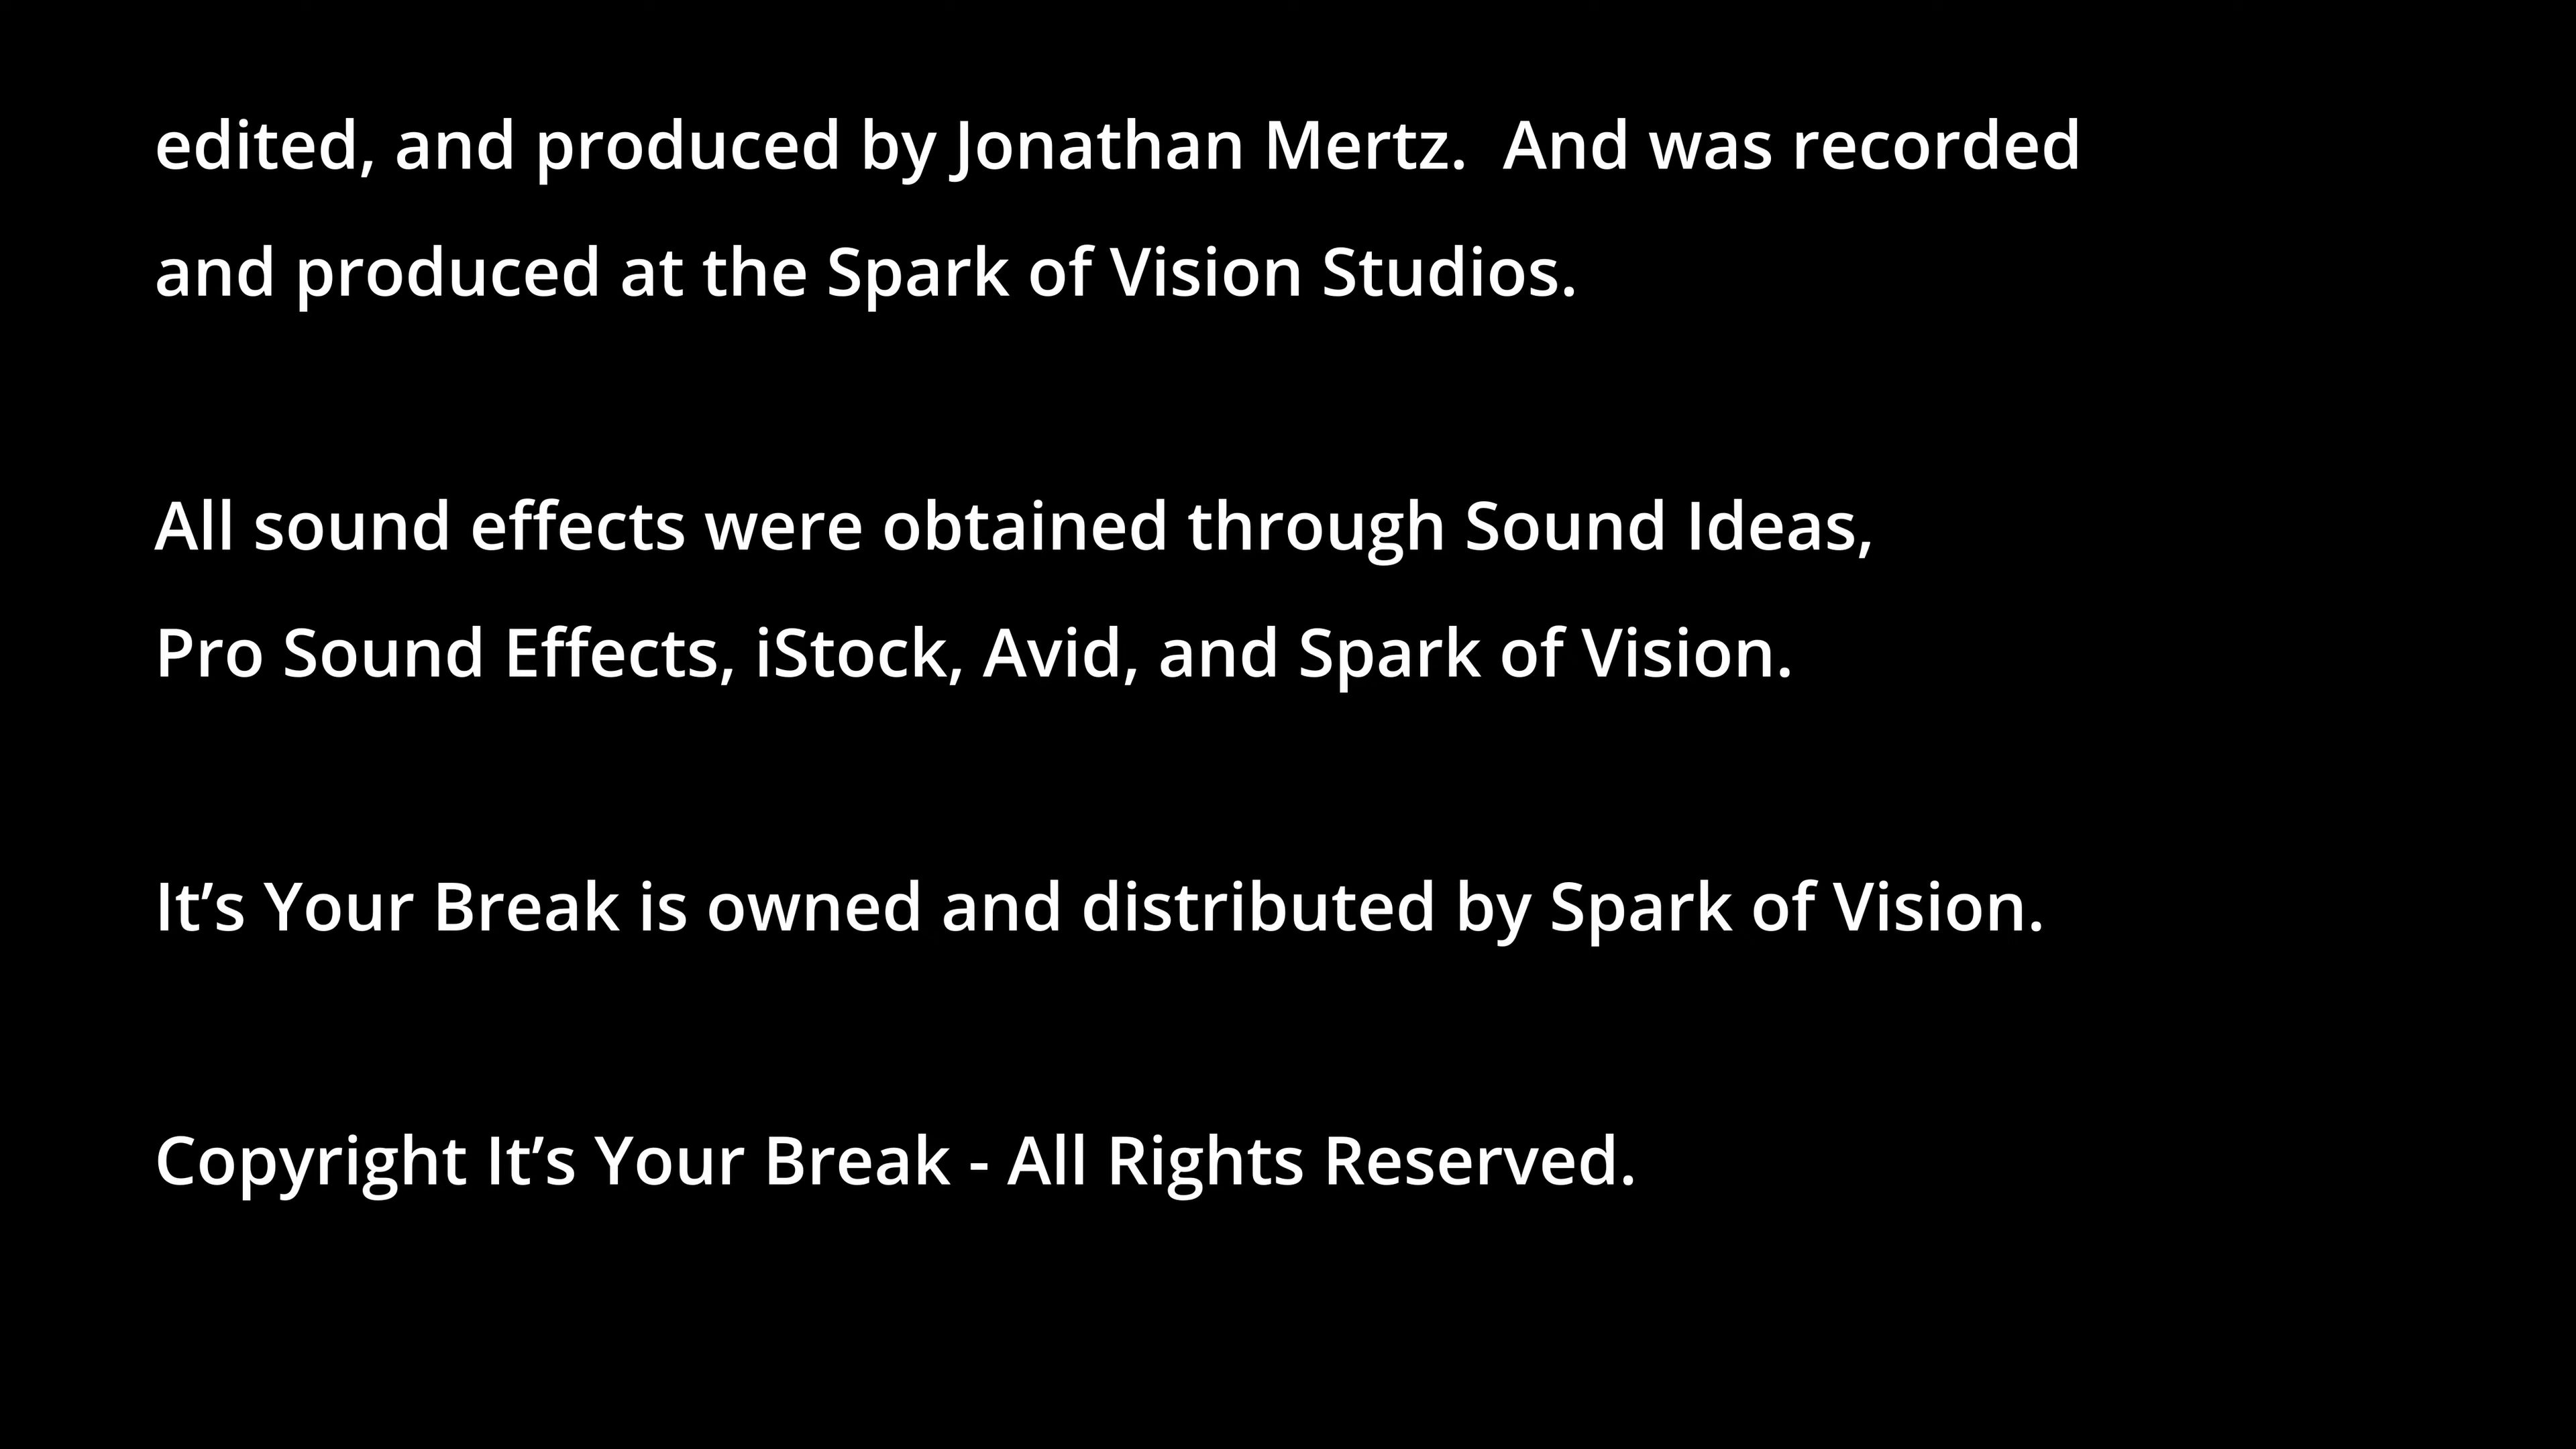 edited, and produced by Jonathan Mertz.  And was recorded
and produced at the Spark of Vision Studios.
All sound effects were obtained through Sound Ideas,
Pro Sound Effects, iStock, Avid, and Spark of Vision.
It’s Your Break is owned and distributed by Spark of Vision.
Copyright It’s Your Break - All Rights Reserved.